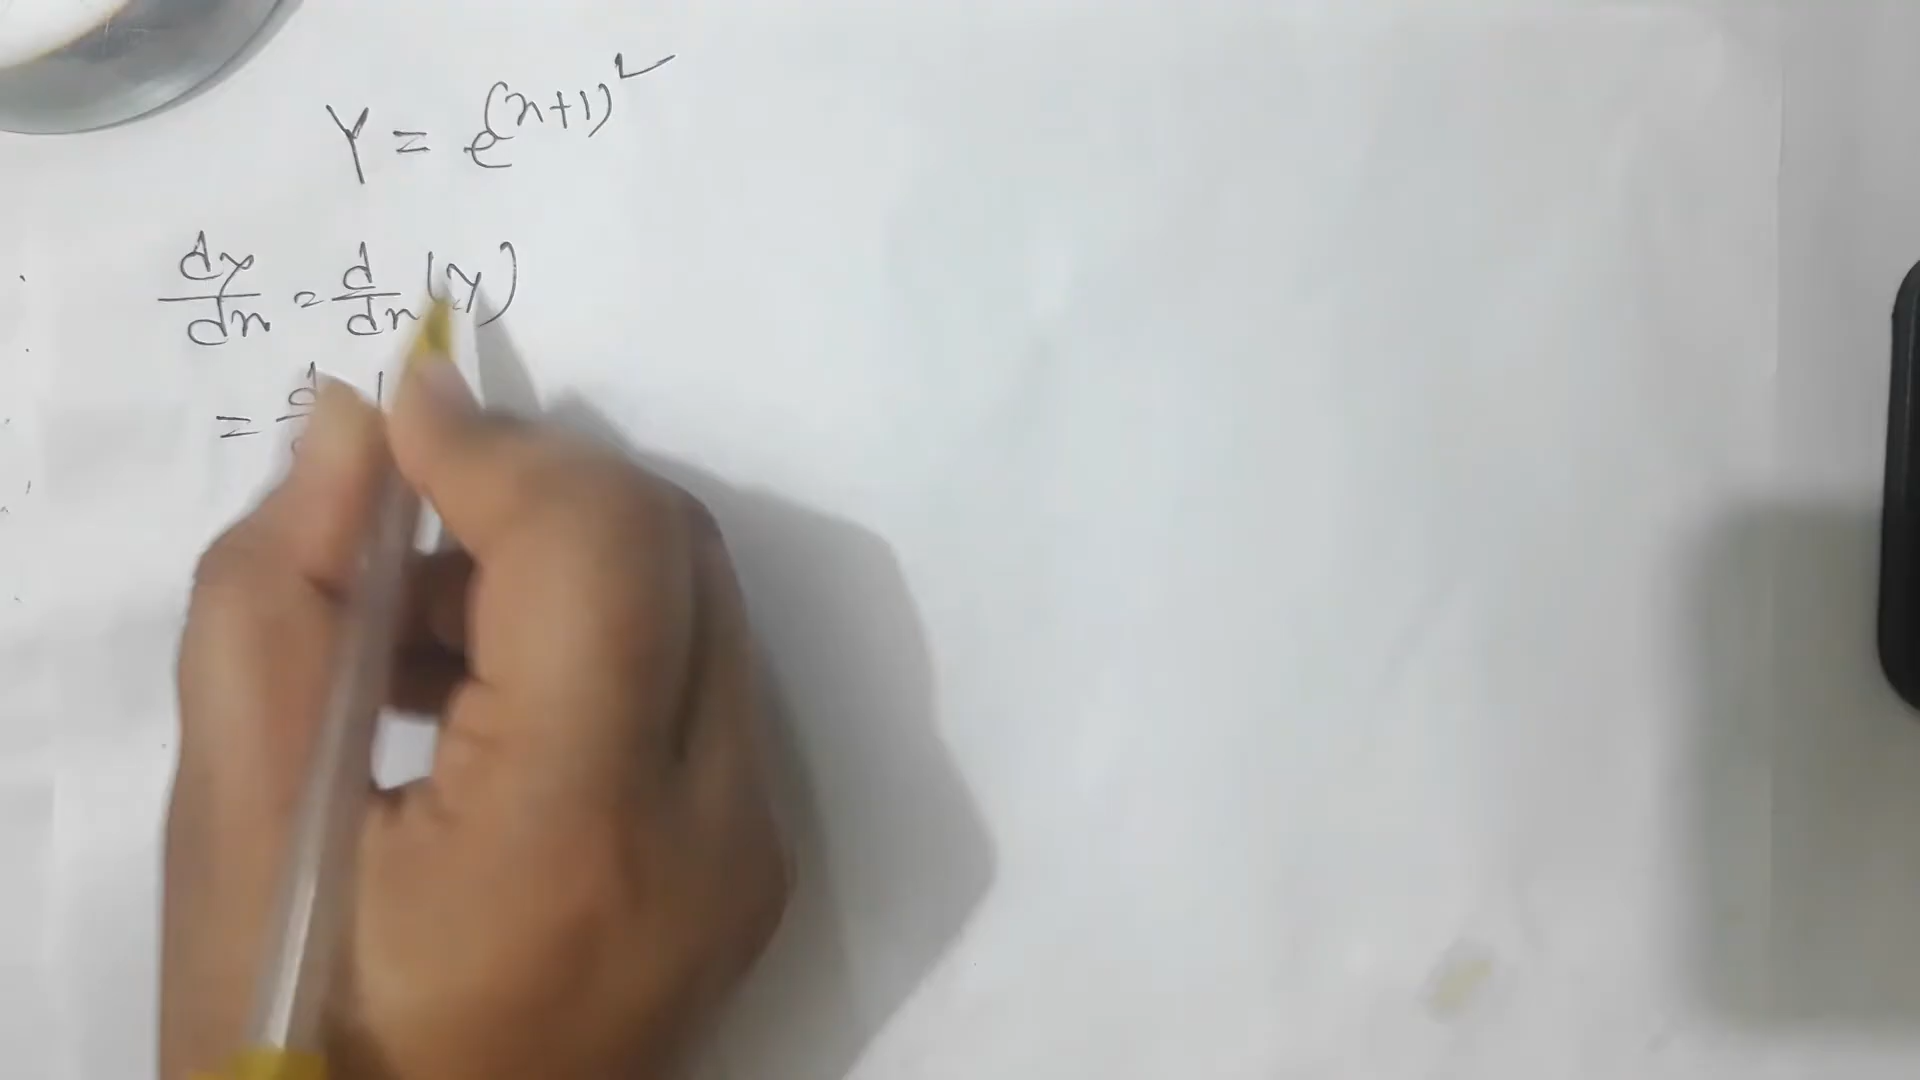 Y = e^(x+1)^2
dy/dx = d/dx (y)
= d